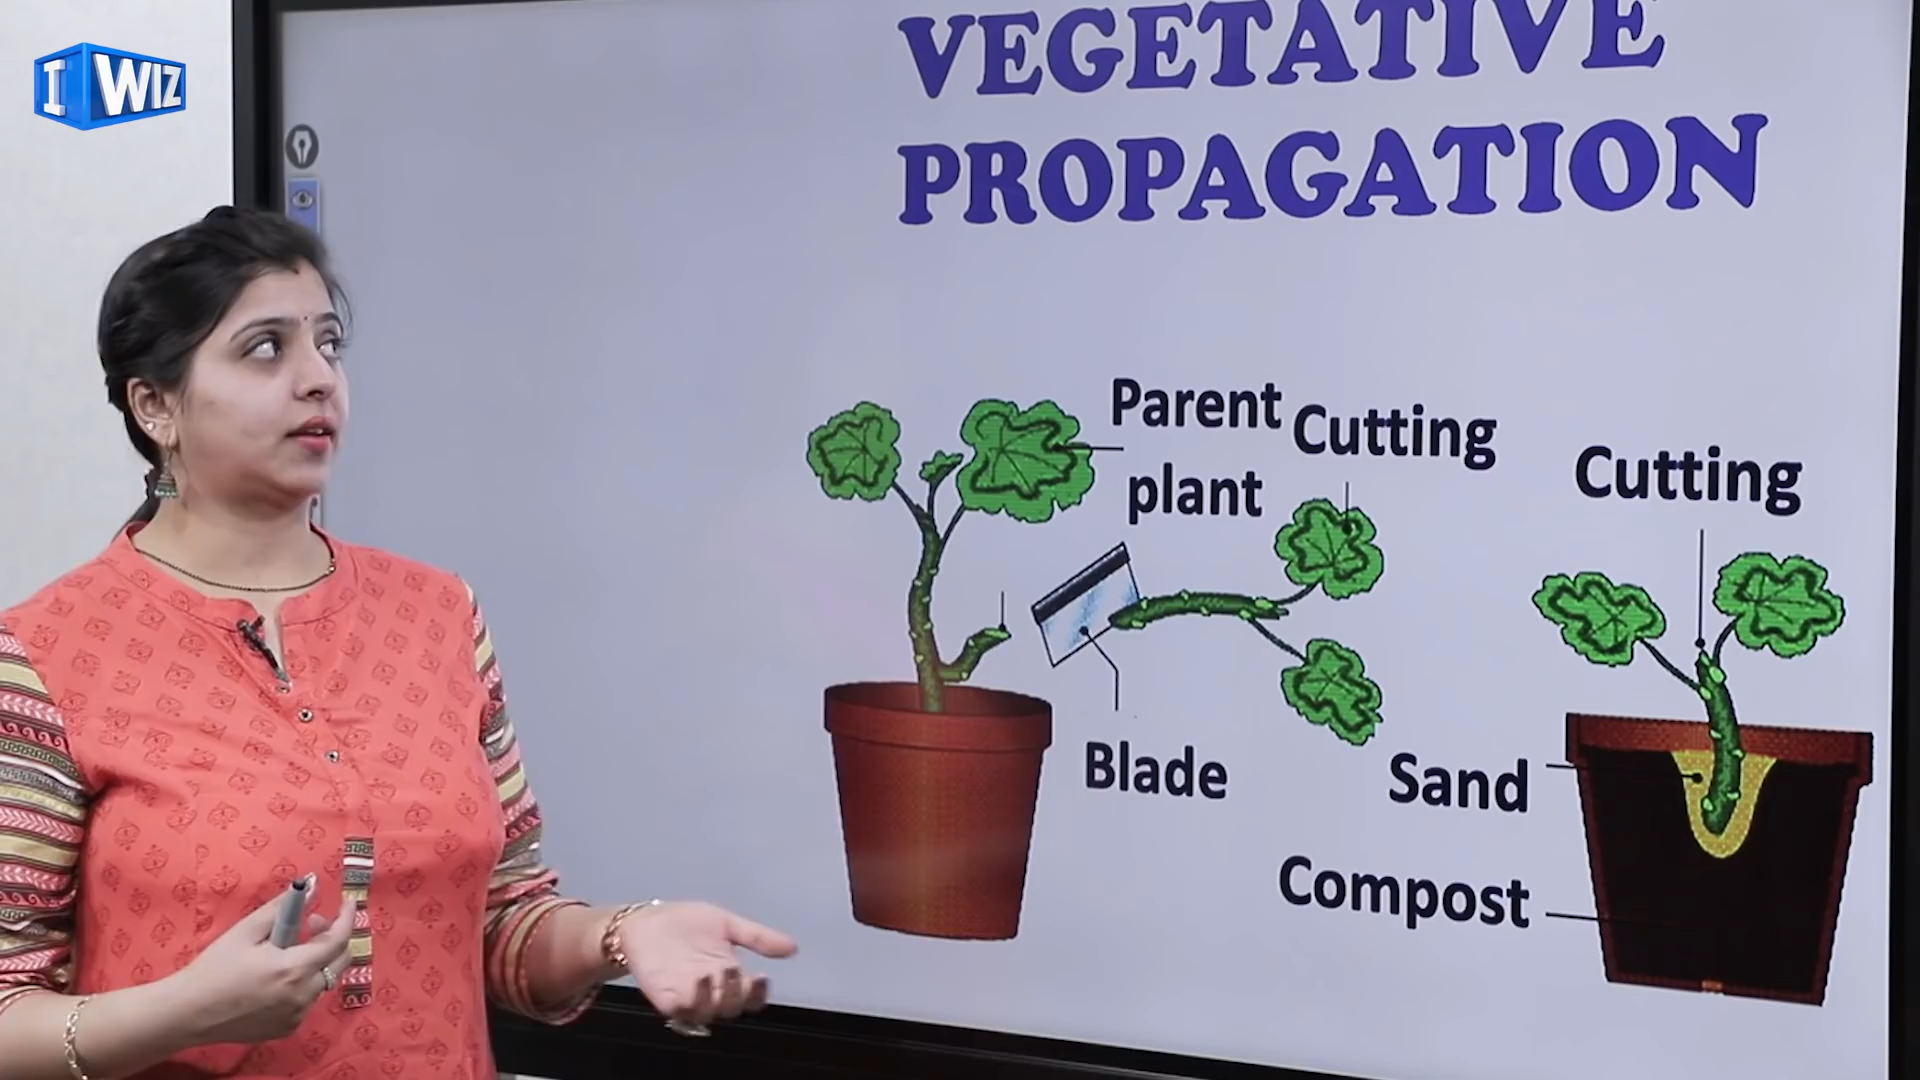 I WIZ
VEGETATIVE
PROPAGATION
Parent
plant
Cutting
Cutting
Blade
Sand
Compost